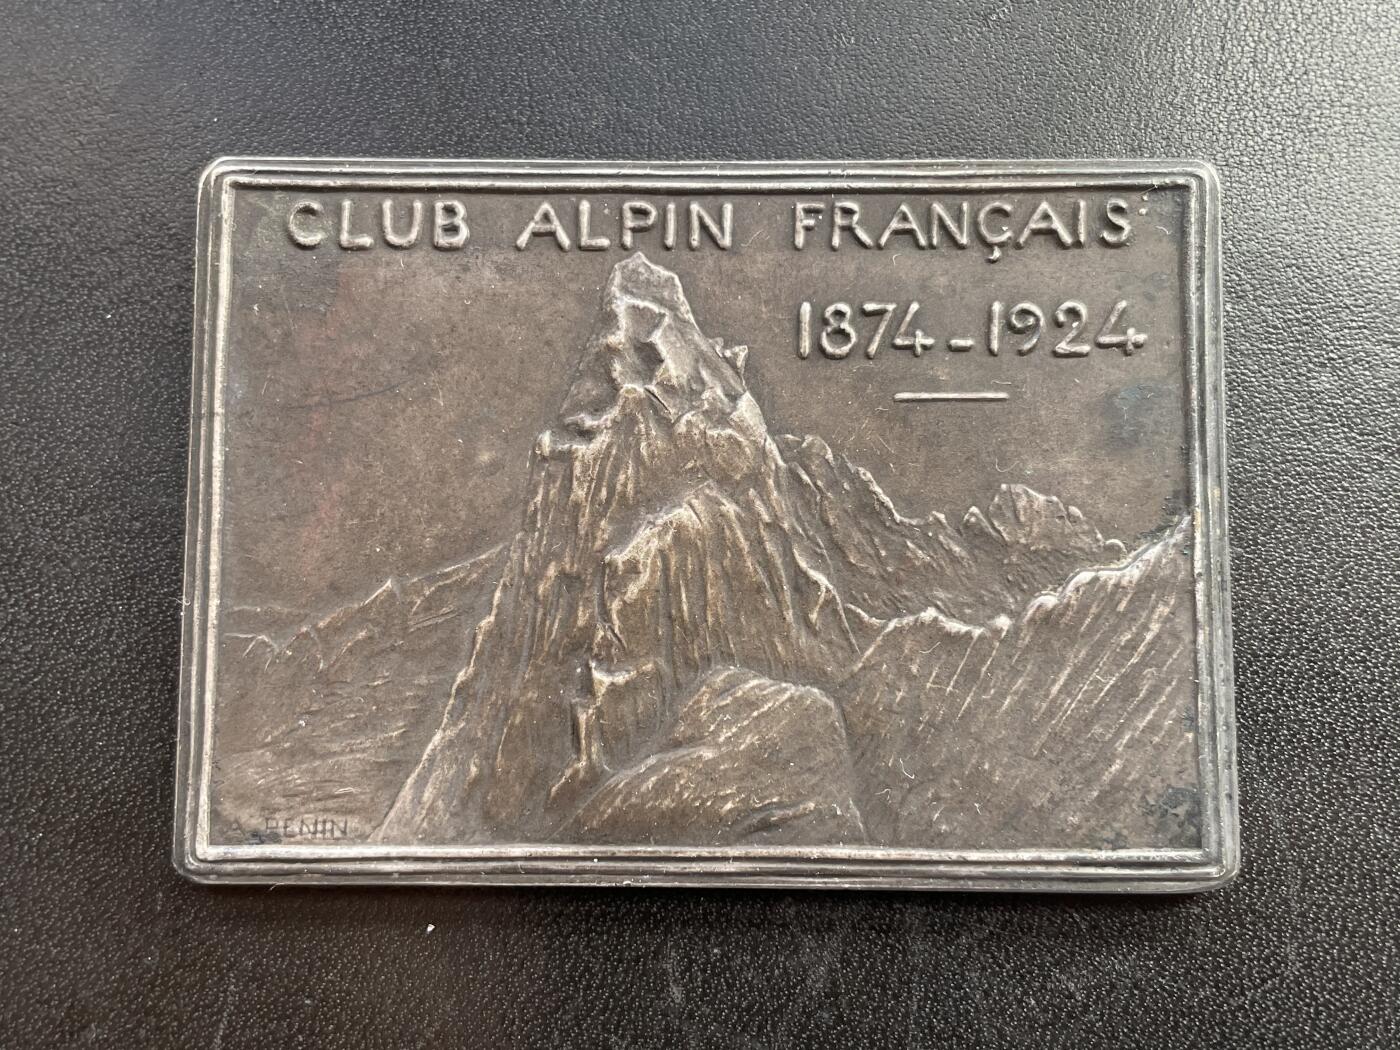 CLUB ALPIN FRANÇAIS
1874-1924
A. PENIN